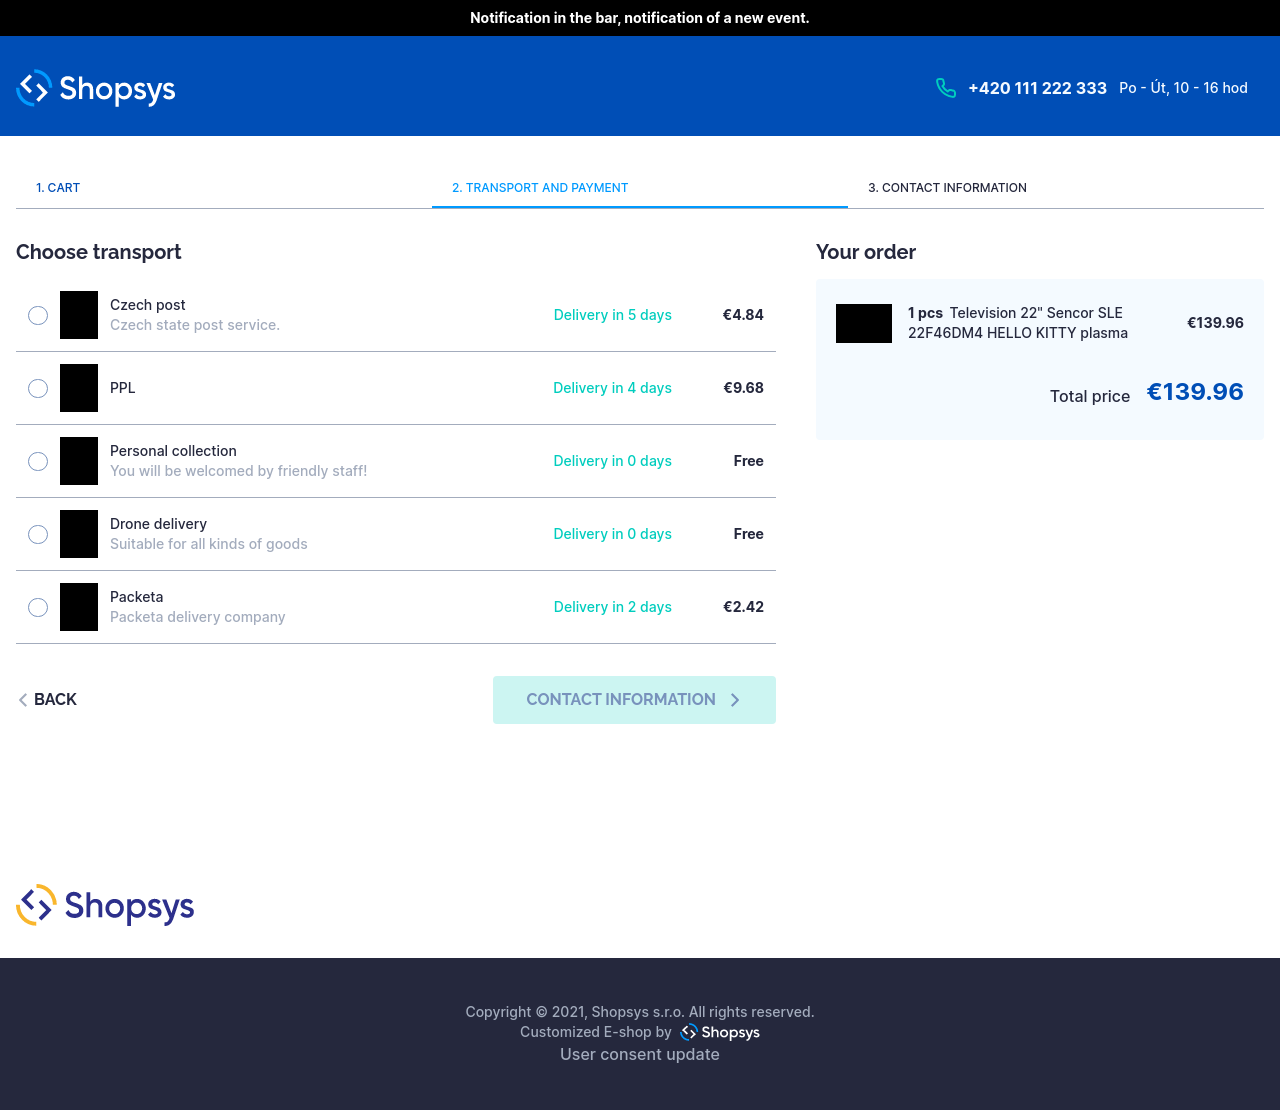 Notification in the bar, notification of a new event.
Shopsys
+420 111 222 333 Po - Út, 10 - 16 hod
1. CART
2. TRANSPORT AND PAYMENT
3. CONTACT INFORMATION
Choose transport
Czech post
Czech state post service.
Delivery in 5 days
€4.84
PPL
Delivery in 4 days
€9.68
Personal collection
You will be welcomed by friendly staff!
Delivery in 0 days
Free
Drone delivery
Suitable for all kinds of goods
Delivery in 0 days
Free
Packeta
Packeta delivery company
Delivery in 2 days
€2.42
BACK
CONTACT INFORMATION
Your order
1 pcs Television 22" Sencor SLE
22F46DM4 HELLO KITTY plasma
€139.96
Total price €139.96
Shopsys
Copyright © 2021, Shopsys s.r.o. All rights reserved.
Customized E-shop by Shopsys
User consent update